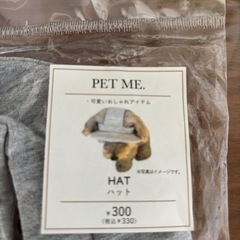 PET ME.
可愛いおしゃれアイテム
※写真はイメージです。
HAT
ハット
¥300
(税込¥330)